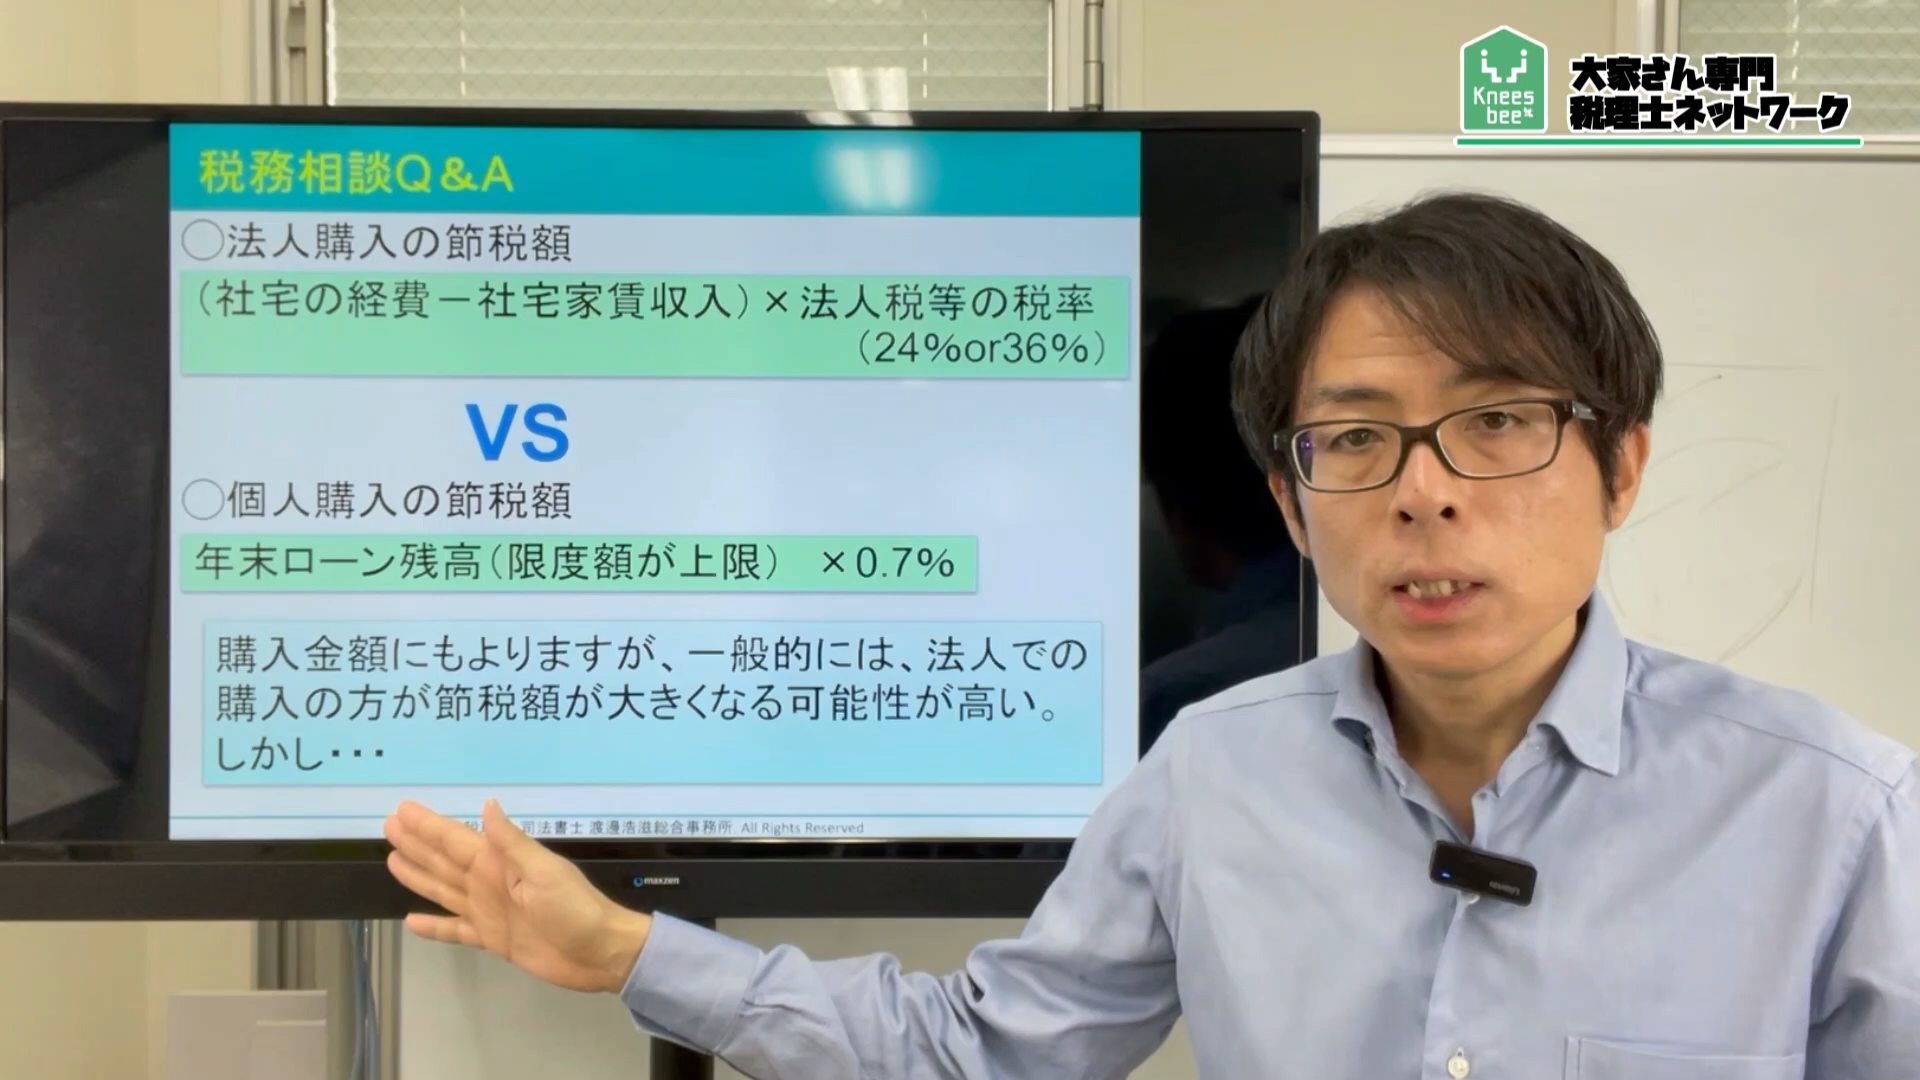 Knees
bee
大家さん専門
税理士ネットワーク
税務相談Q&A
○法人購入の節税額
（社宅の経費－社宅家賃収入）×法人税等の税率
（24%or36%）
VS
○個人購入の節税額
年末ローン残高（限度額が上限） ×0.7%
購入金額にもよりますが、一般的には、法人での
購入の方が節税額が大きくなる可能性が高い。
しかし・・・
司法書士 渡邊浩滋総合事務所 All Rights Reserved
maxzen